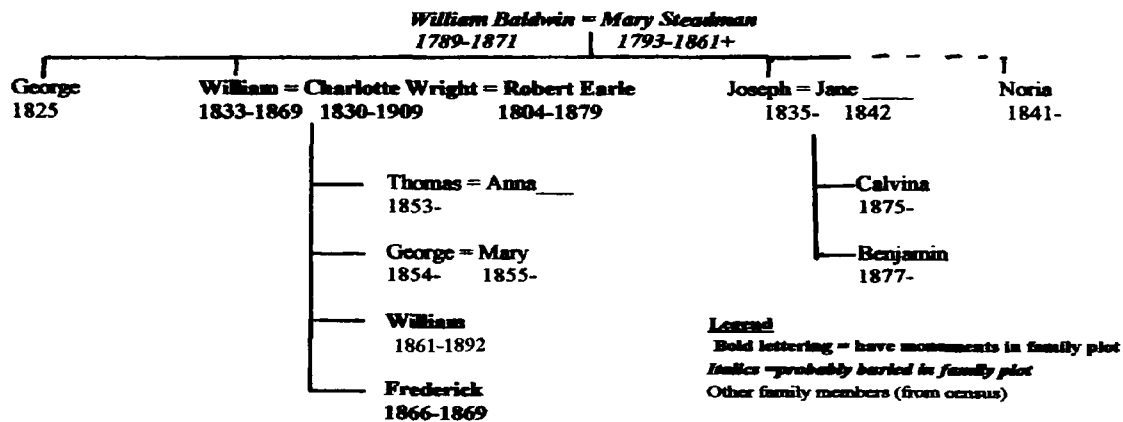 William Baldwin = Mary Steadman
1789-1871 1793-1861+
George William = Charlotte Wright = Robert Earle Joseph = Jane ____ Noria
1825 1833-1869 1830-1909 1804-1879 1835- 1842 1841-
Thomas = Anna___
1853-
Calvina
1875-
George = Mary
1854- 1855-
Benjamin
1877-
William
1861-1892
Frederick
1866-1869
Legend
Bold lettering = have monuments in family plot
Italics =probably buried in family plot
Other family members (from census)